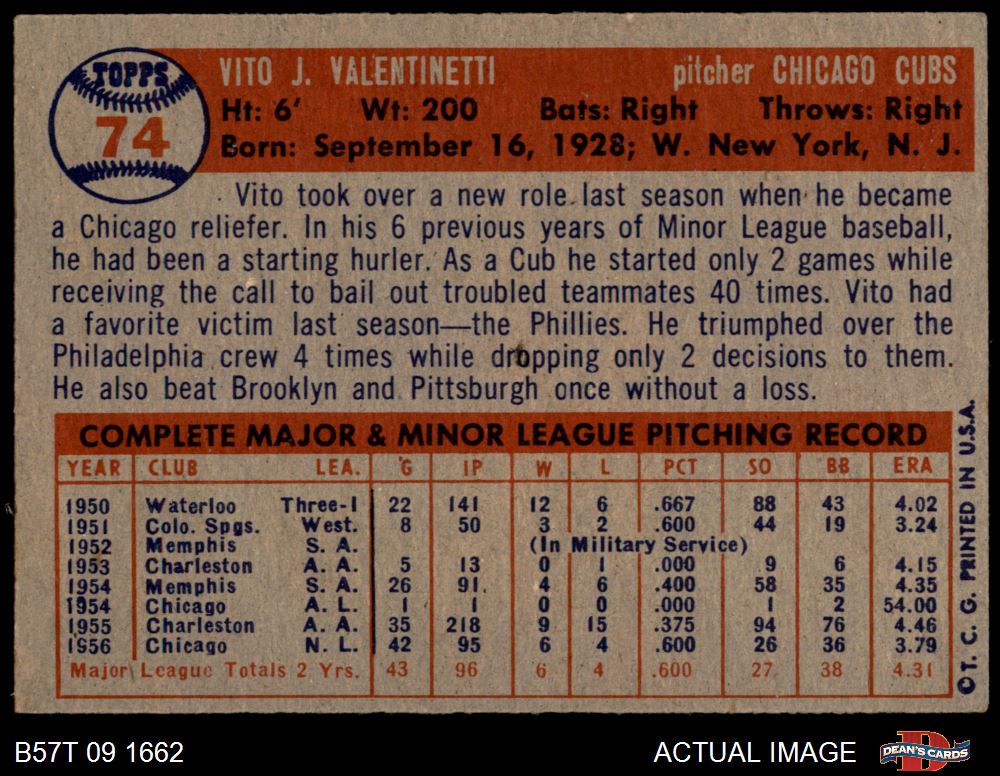 TOPPS
74
VITO J. VALENTINETTI pitcher CHICAGO CUBS
Ht: 6' Wt: 200 Bats: Right Throws: Right
Born: September 16, 1928; W. New York, N. J.
Vito took over a new role last season when he became
a Chicago reliefer. In his 6 previous years of Minor League baseball,
he had been a starting hurler. As a Cub he started only 2 games while
receiving the call to bail out troubled teammates 40 times. Vito had
a favorite victim last season—the Phillies. He triumphed over the
Philadelphia crew 4 times while dropping only 2 decisions to them.
He also beat Brooklyn and Pittsburgh once without a loss.
COMPLETE MAJOR & MINOR LEAGUE PITCHING RECORD
YEAR CLUB LEA. G IP W L PCT SO BB ERA
1950 Waterloo Three-I 22 141 12 6 .667 88 43 4.02
1951 Colo. Spgs. West. 8 50 3 2 .600 44 19 3.24
1952 Memphis S. A. (In Military Service)
1953 Charleston A. A. 5 13 0 1 .000 9 6 4.15
1954 Memphis S. A. 26 91 4 6 .400 58 35 4.35
1954 Chicago A. L. 1 1 0 0 .000 1 2 54.00
1955 Charleston A. A. 35 218 9 15 .375 94 76 4.46
1956 Chicago N. L. 42 95 6 4 .600 26 36 3.79
Major League Totals 2 Yrs. 43 96 6 4 .600 27 38 4.31
©T. C. G. PRINTED IN U.S.A.
B57T 09 1662 ACTUAL IMAGE DEAN'S CARDS